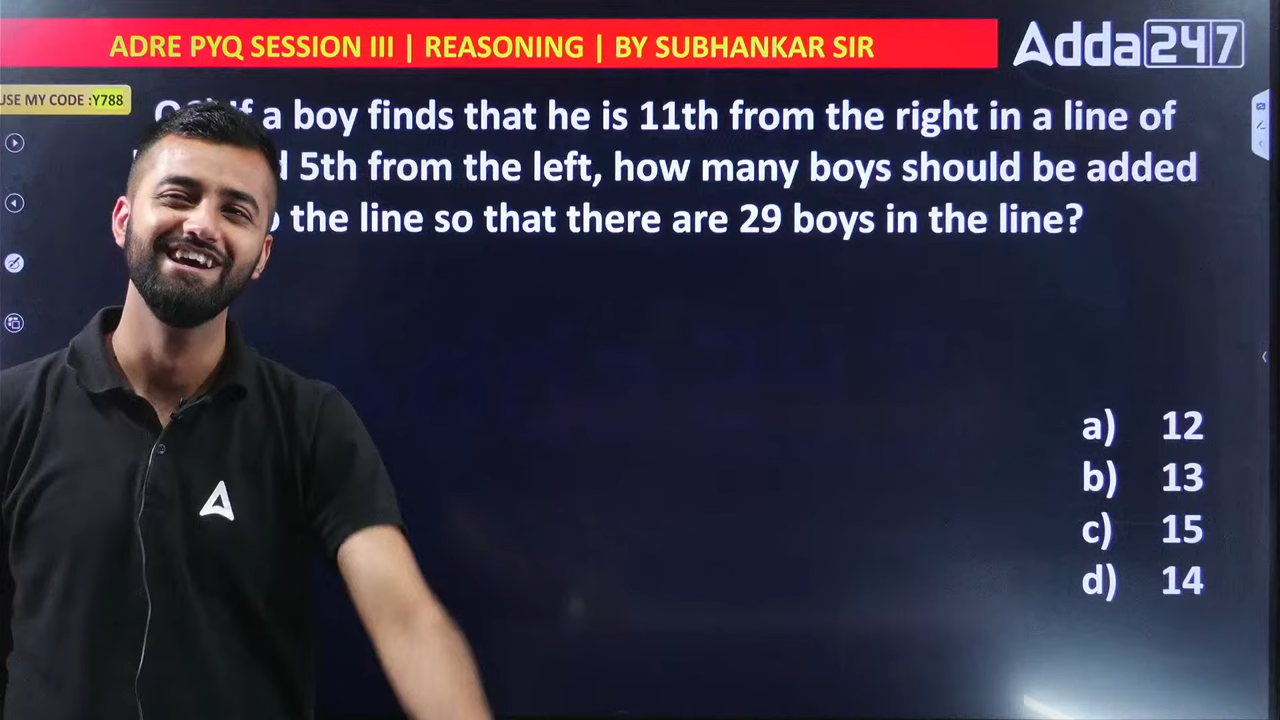 ADRE PYQ SESSION III | REASONING | BY SUBHANKAR SIR
Adda247
USE MY CODE :Y788
If a boy finds that he is 11th from the right in a line of
5th from the left, how many boys should be added
the line so that there are 29 boys in the line?
a) 12
b) 13
c) 15
d) 14